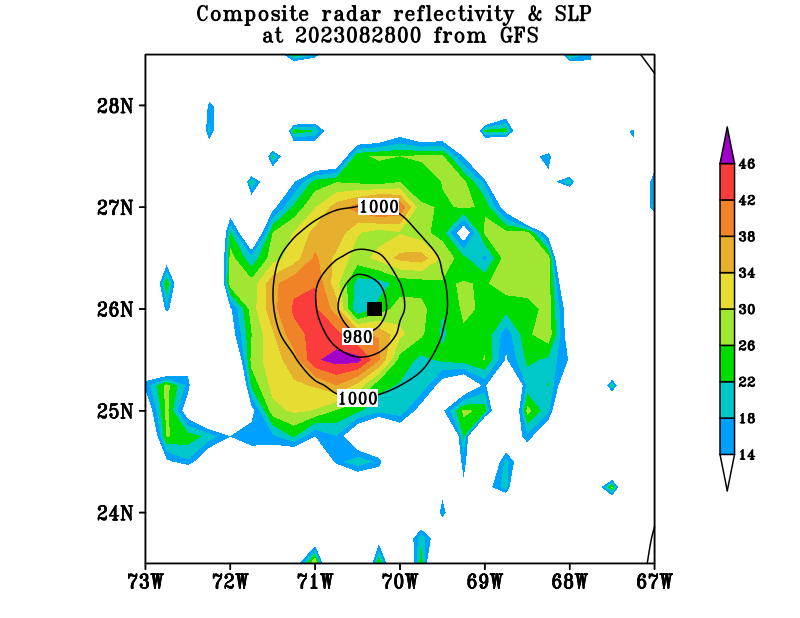 Composite radar reflectivity & SLP
at 2023082800 from GFS
28N
27N
26N
25N
24N
73W 72W 71W 70W 69W 68W 67W
1000
980
1000
46
42
38
34
30
26
22
18
14